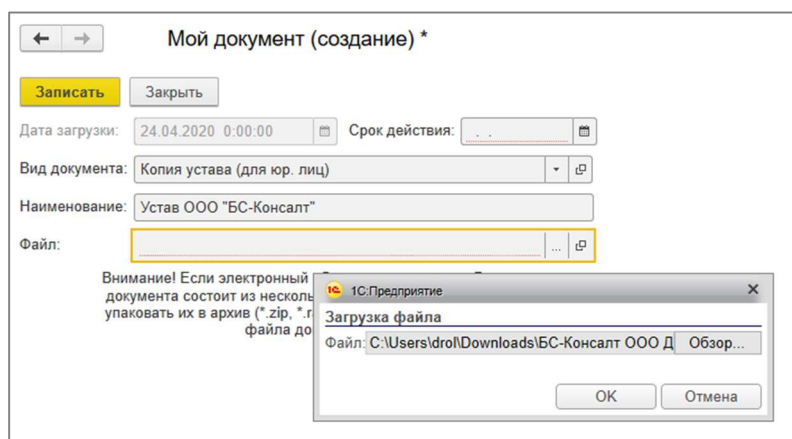 Мой документ (создание) *
Записать Закрыть
Дата загрузки: 24.04.2020 0:00:00 Срок действия: . .
Вид документа: Копия устава (для юр. лиц)
Наименование: Устав ООО "БС-Консалт"
Файл: ...
Внимание! Если электронный
документа состоит из
упаковать их в архив (*.zip,
файла
1С:Предприятие
Загрузка файла
Файл: C:\Users\drol\Downloads\БС-Консалт ООО Д Обзор...
OK Отмена